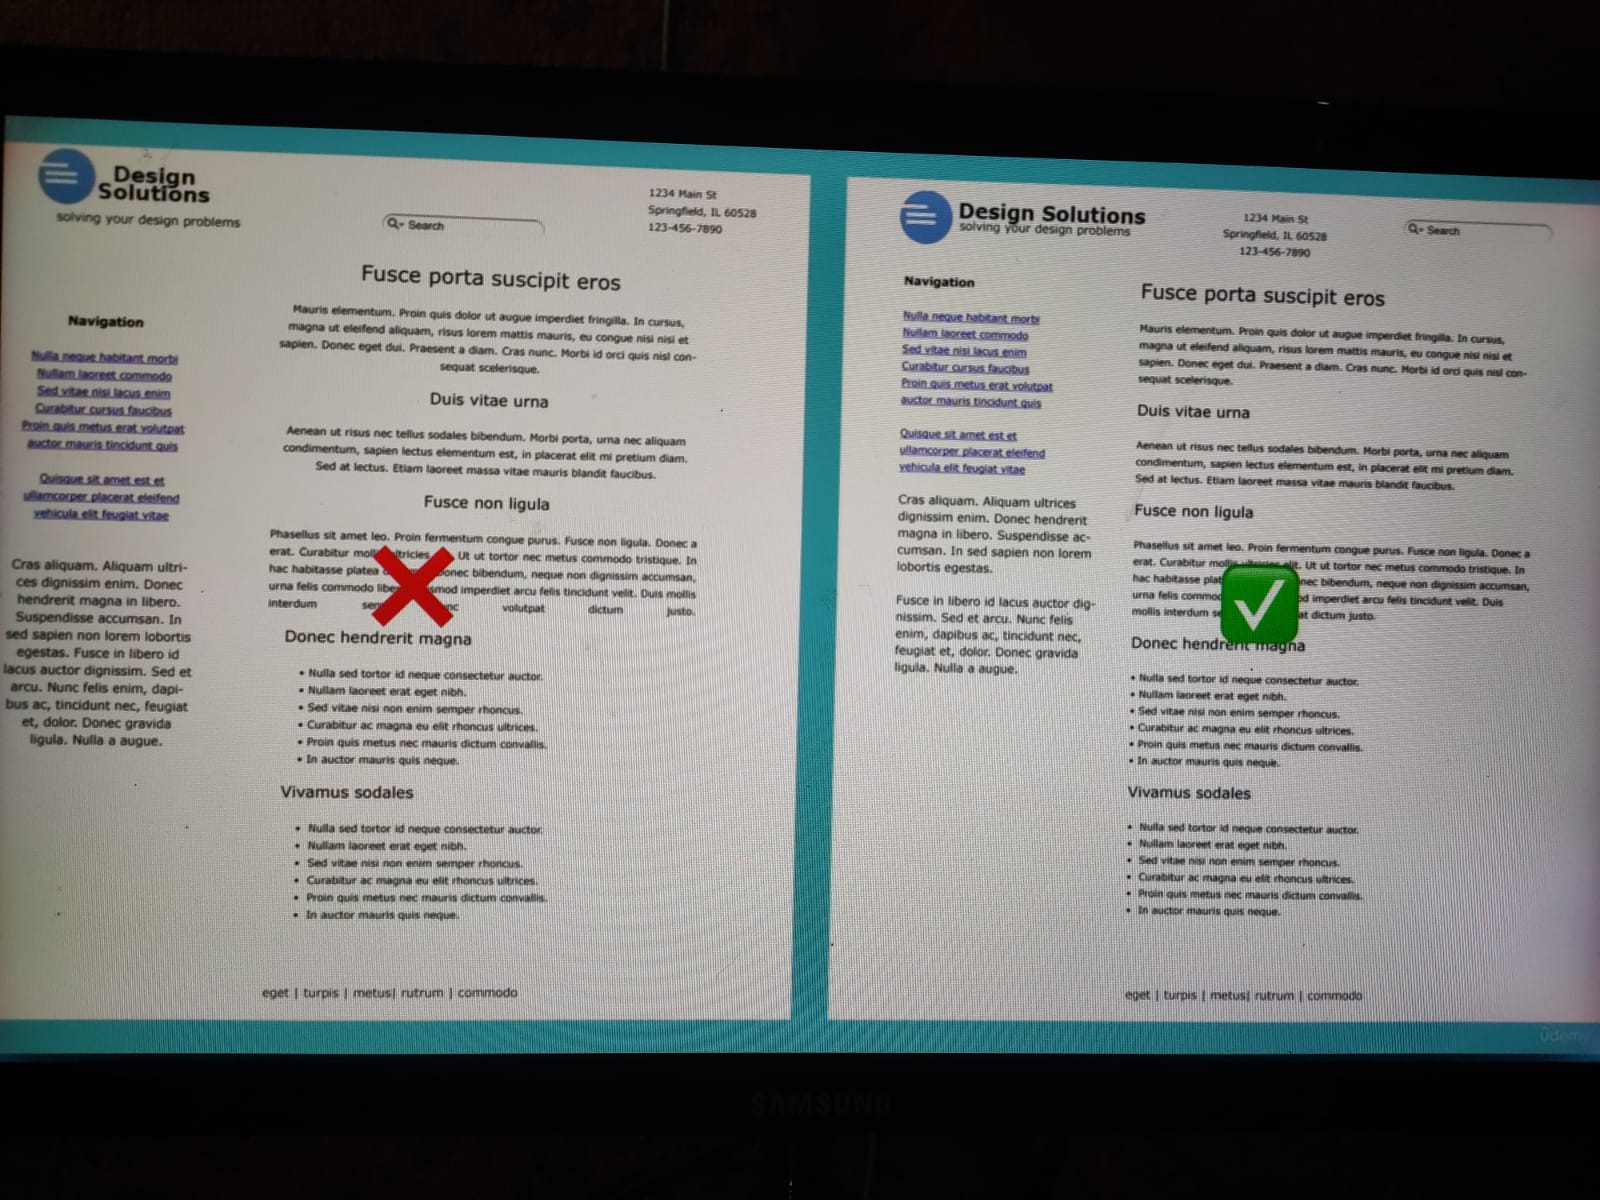 Design
Solutions
solving your design problems
Search
1234 Main St
Springfield, IL 60528
123-456-7890
Navigation
Nulla neque habitant morbi
Nullam laoreet commodo
Sed vitae nisi lacus enim
Curabitur cursus faucibus
Proin quis metus erat volutpat
auctor mauris tincidunt quis
Quisque sit amet est et
ullamcorper placerat eleifend
vehicula elit feugiat vitae
Cras aliquam. Aliquam ultri-
ces dignissim enim. Donec
hendrerit magna in libero.
Suspendisse accumsan. In
sed sapien non lorem lobortis
egestas. Fusce in libero id
lacus auctor dignissim. Sed et
arcu. Nunc felis enim, dapi-
bus ac, tincidunt nec, feugiat
et, dolor. Donec gravida
ligula. Nulla a augue.
Fusce porta suscipit eros
Mauris elementum. Proin quis dolor ut augue imperdiet fringilla. In cursus,
magna ut eleifend aliquam, risus lorem mattis mauris, eu congue nisi nisi et
sapien. Donec eget dui. Praesent a diam. Cras nunc. Morbi id orci quis nisl con-
sequat scelerisque.
Duis vitae urna
Aenean ut risus nec tellus sodales bibendum. Morbi porta, urna nec aliquam
condimentum, sapien lectus elementum est, in placerat elit mi pretium diam.
Sed at lectus. Etiam laoreet massa vitae mauris blandit faucibus.
Fusce non ligula
Phasellus sit amet leo. Proin fermentum congue purus. Fusce non ligula. Donec a
erat. Curabitur Ut ut tortor nec metus commodo tristique. In
hac habitasse platea bibendum, neque non dignissim accumsan,
urna felis commodo imperdiet arcu felis tincidunt velit. Duis mollis
interdum volutpat dictum justo.
Donec hendrerit magna
• Nulla sed tortor id neque consectetur auctor.
• Nullam laoreet erat eget nibh.
• Sed vitae nisi non enim semper rhoncus.
• Curabitur ac magna eu elit rhoncus ultrices.
• Proin quis metus nec mauris dictum convallis.
• In auctor mauris quis neque.
Vivamus sodales
• Nulla sed tortor id neque consectetur auctor.
• Nullam laoreet erat eget nibh.
• Sed vitae nisi non enim semper rhoncus.
• Curabitur ac magna eu elit rhoncus ultrices.
• Proin quis metus nec mauris dictum convallis.
• In auctor mauris quis neque.
eget | turpis | metus| rutrum | commodo
Design Solutions
solving your design problems
1234 Main St
Springfield, IL 60528
123-456-7890
Search
Navigation
Nulla neque habitant morbi
Nullam laoreet commodo
Sed vitae nisi lacus enim
Curabitur cursus faucibus
Proin quis metus erat volutpat
auctor mauris tincidunt quis
Quisque sit amet est et
ullamcorper placerat eleifend
vehicula elit feugiat vitae
Cras aliquam. Aliquam ultrices
dignissim enim. Donec hendrerit
magna in libero. Suspendisse ac-
cumsan. In sed sapien non lorem
lobortis egestas.
Fusce in libero id lacus auctor dig-
nissim. Sed et arcu. Nunc felis
enim, dapibus ac, tincidunt nec,
feugiat et, dolor. Donec gravida
ligula. Nulla a augue.
Fusce porta suscipit eros
Mauris elementum. Proin quis dolor ut augue imperdiet fringilla. In cursus,
magna ut eleifend aliquam, risus lorem mattis mauris, eu congue nisi nisi et
sapien. Donec eget dui. Praesent a diam. Cras nunc. Morbi id orci quis nisl con-
sequat scelerisque.
Duis vitae urna
Aenean ut risus nec tellus sodales bibendum. Morbi porta, urna nec aliquam
condimentum, sapien lectus elementum est, in placerat elit mi pretium diam.
Sed at lectus. Etiam laoreet massa vitae mauris blandit faucibus.
Fusce non ligula
Phasellus sit amet leo. Proin fermentum congue purus. Fusce non ligula. Donec a
erat. Curabitur Ut ut tortor nec metus commodo tristique. In
hac habitasse bibendum, neque non dignissim accumsan,
urna felis imperdiet arcu felis tincidunt velit. Duis
mollis interdum dictum justo.
Donec hendrerit magna
• Nulla sed tortor id neque consectetur auctor.
• Nullam laoreet erat eget nibh.
• Sed vitae nisi non enim semper rhoncus.
• Curabitur ac magna eu elit rhoncus ultrices.
• Proin quis metus nec mauris dictum convallis.
• In auctor mauris quis neque.
Vivamus sodales
• Nulla sed tortor id neque consectetur auctor.
• Nullam laoreet erat eget nibh.
• Sed vitae nisi non enim semper rhoncus.
• Curabitur ac magna eu elit rhoncus ultrices.
• Proin quis metus nec mauris dictum convallis.
• In auctor mauris quis neque.
eget | turpis | metus| rutrum | commodo
udemy
SAMSUNG